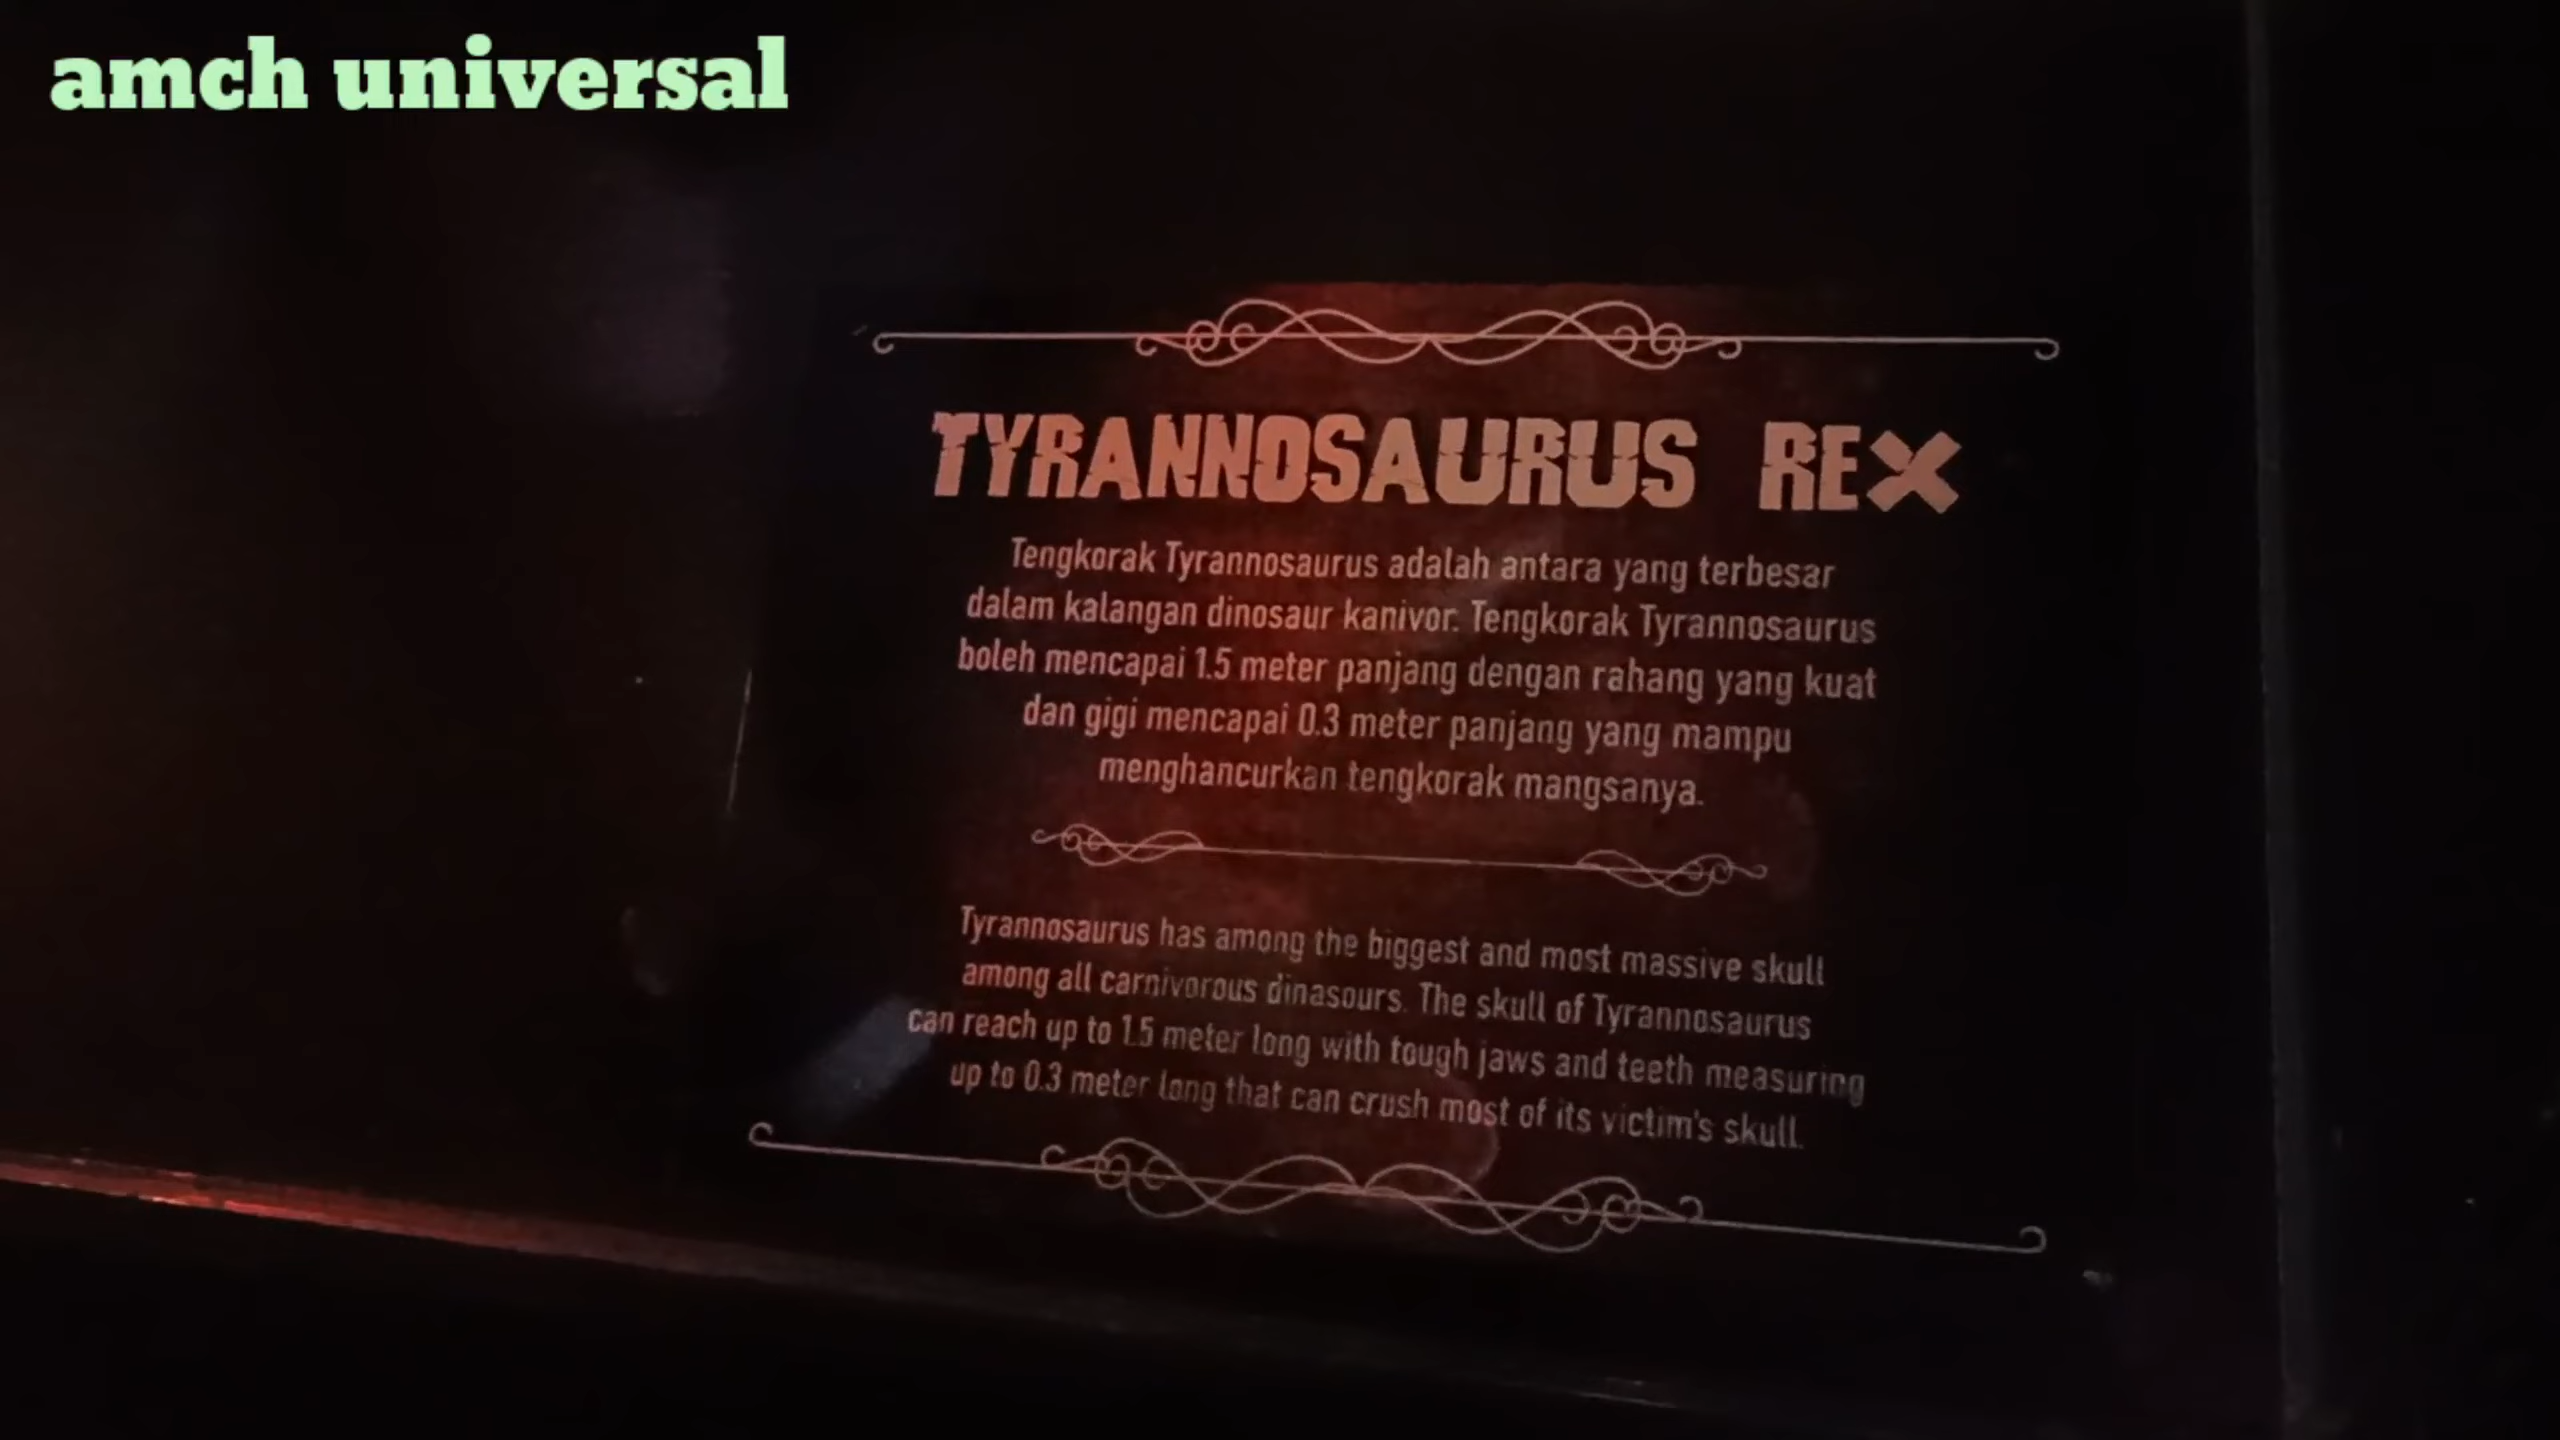 amch universal
TYRANNOSAURUS REX
Tengkorak Tyrannosaurus adalah antara yang terbesar
dalam kalangan dinosaur kanivor. Tengkorak Tyrannosaurus
boleh mencapai 1.5 meter panjang dengan rahang yang kuat
dan gigi mencapai 0.3 meter panjang yang mampu
menghancurkan tengkorak mangsanya.
Tyrannosaurus has among the biggest and most massive skull
among all carnivorous dinasours. The skull of Tyrannosaurus
can reach up to 1.5 meter long with tough jaws and teeth measuring
up to 0.3 meter long that can crush most of its victim's skull.